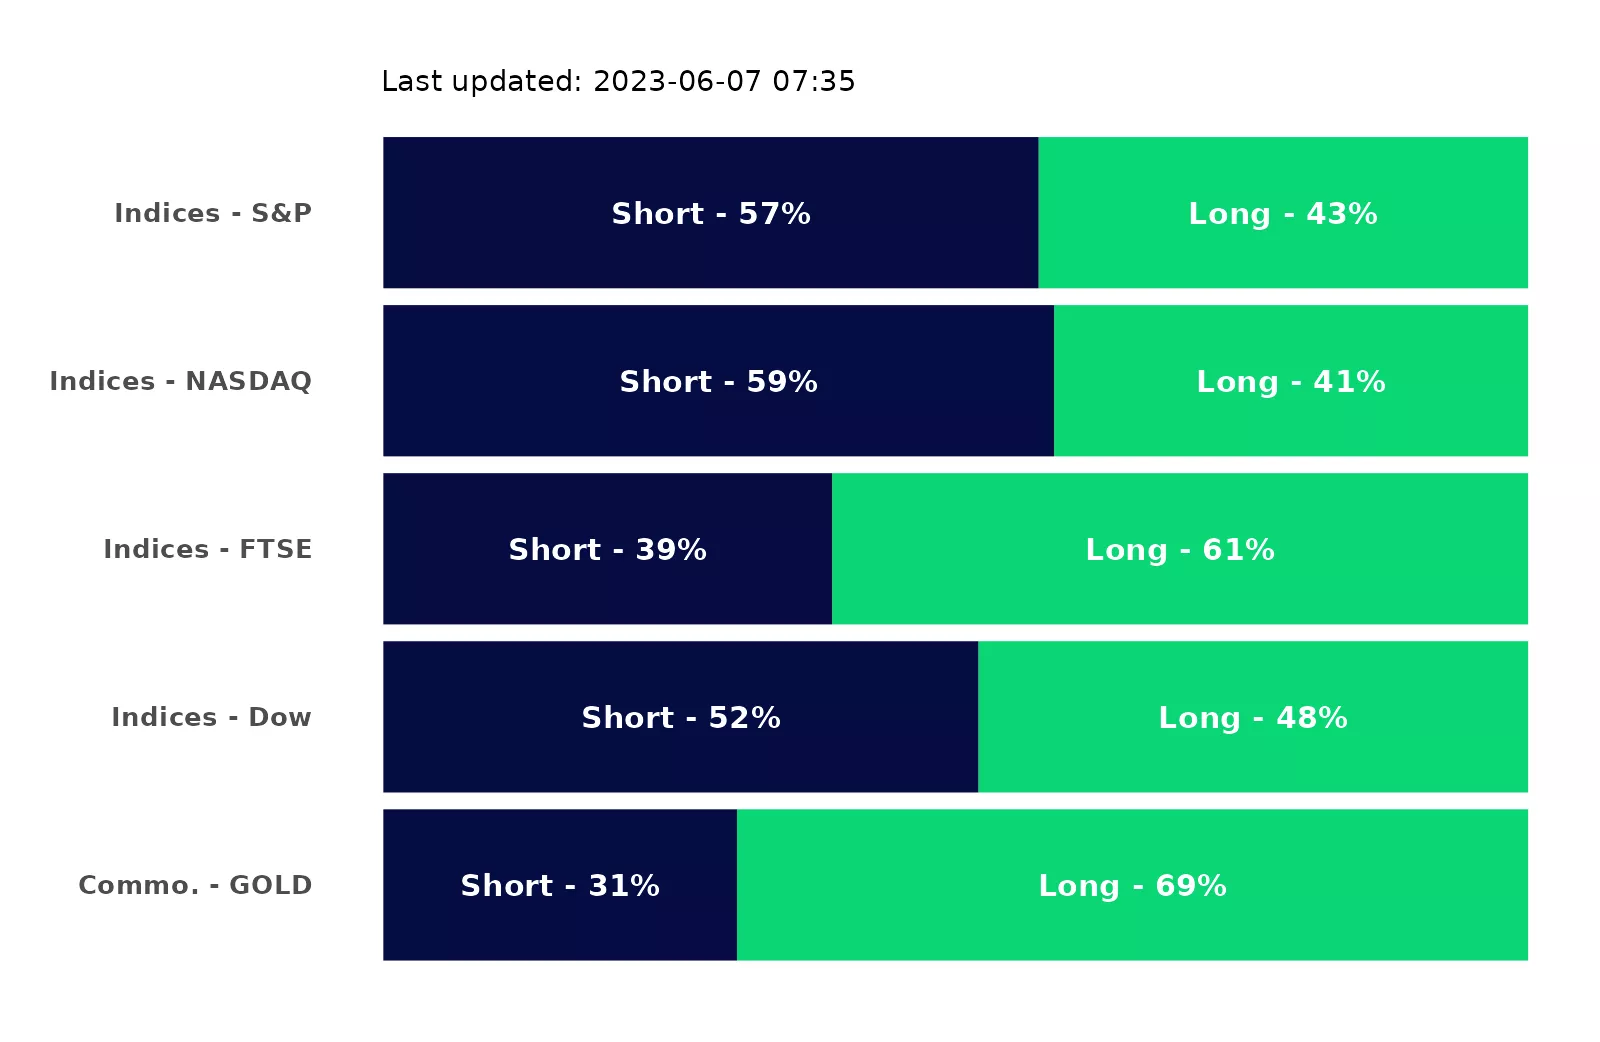 Last updated: 2023-06-07 07:35
Indices - S&P Short - 57% Long - 43%
Indices - NASDAQ Short - 59% Long - 41%
Indices - FTSE Short - 39% Long - 61%
Indices - Dow Short - 52% Long - 48%
Commo. - GOLD Short - 31% Long - 69%